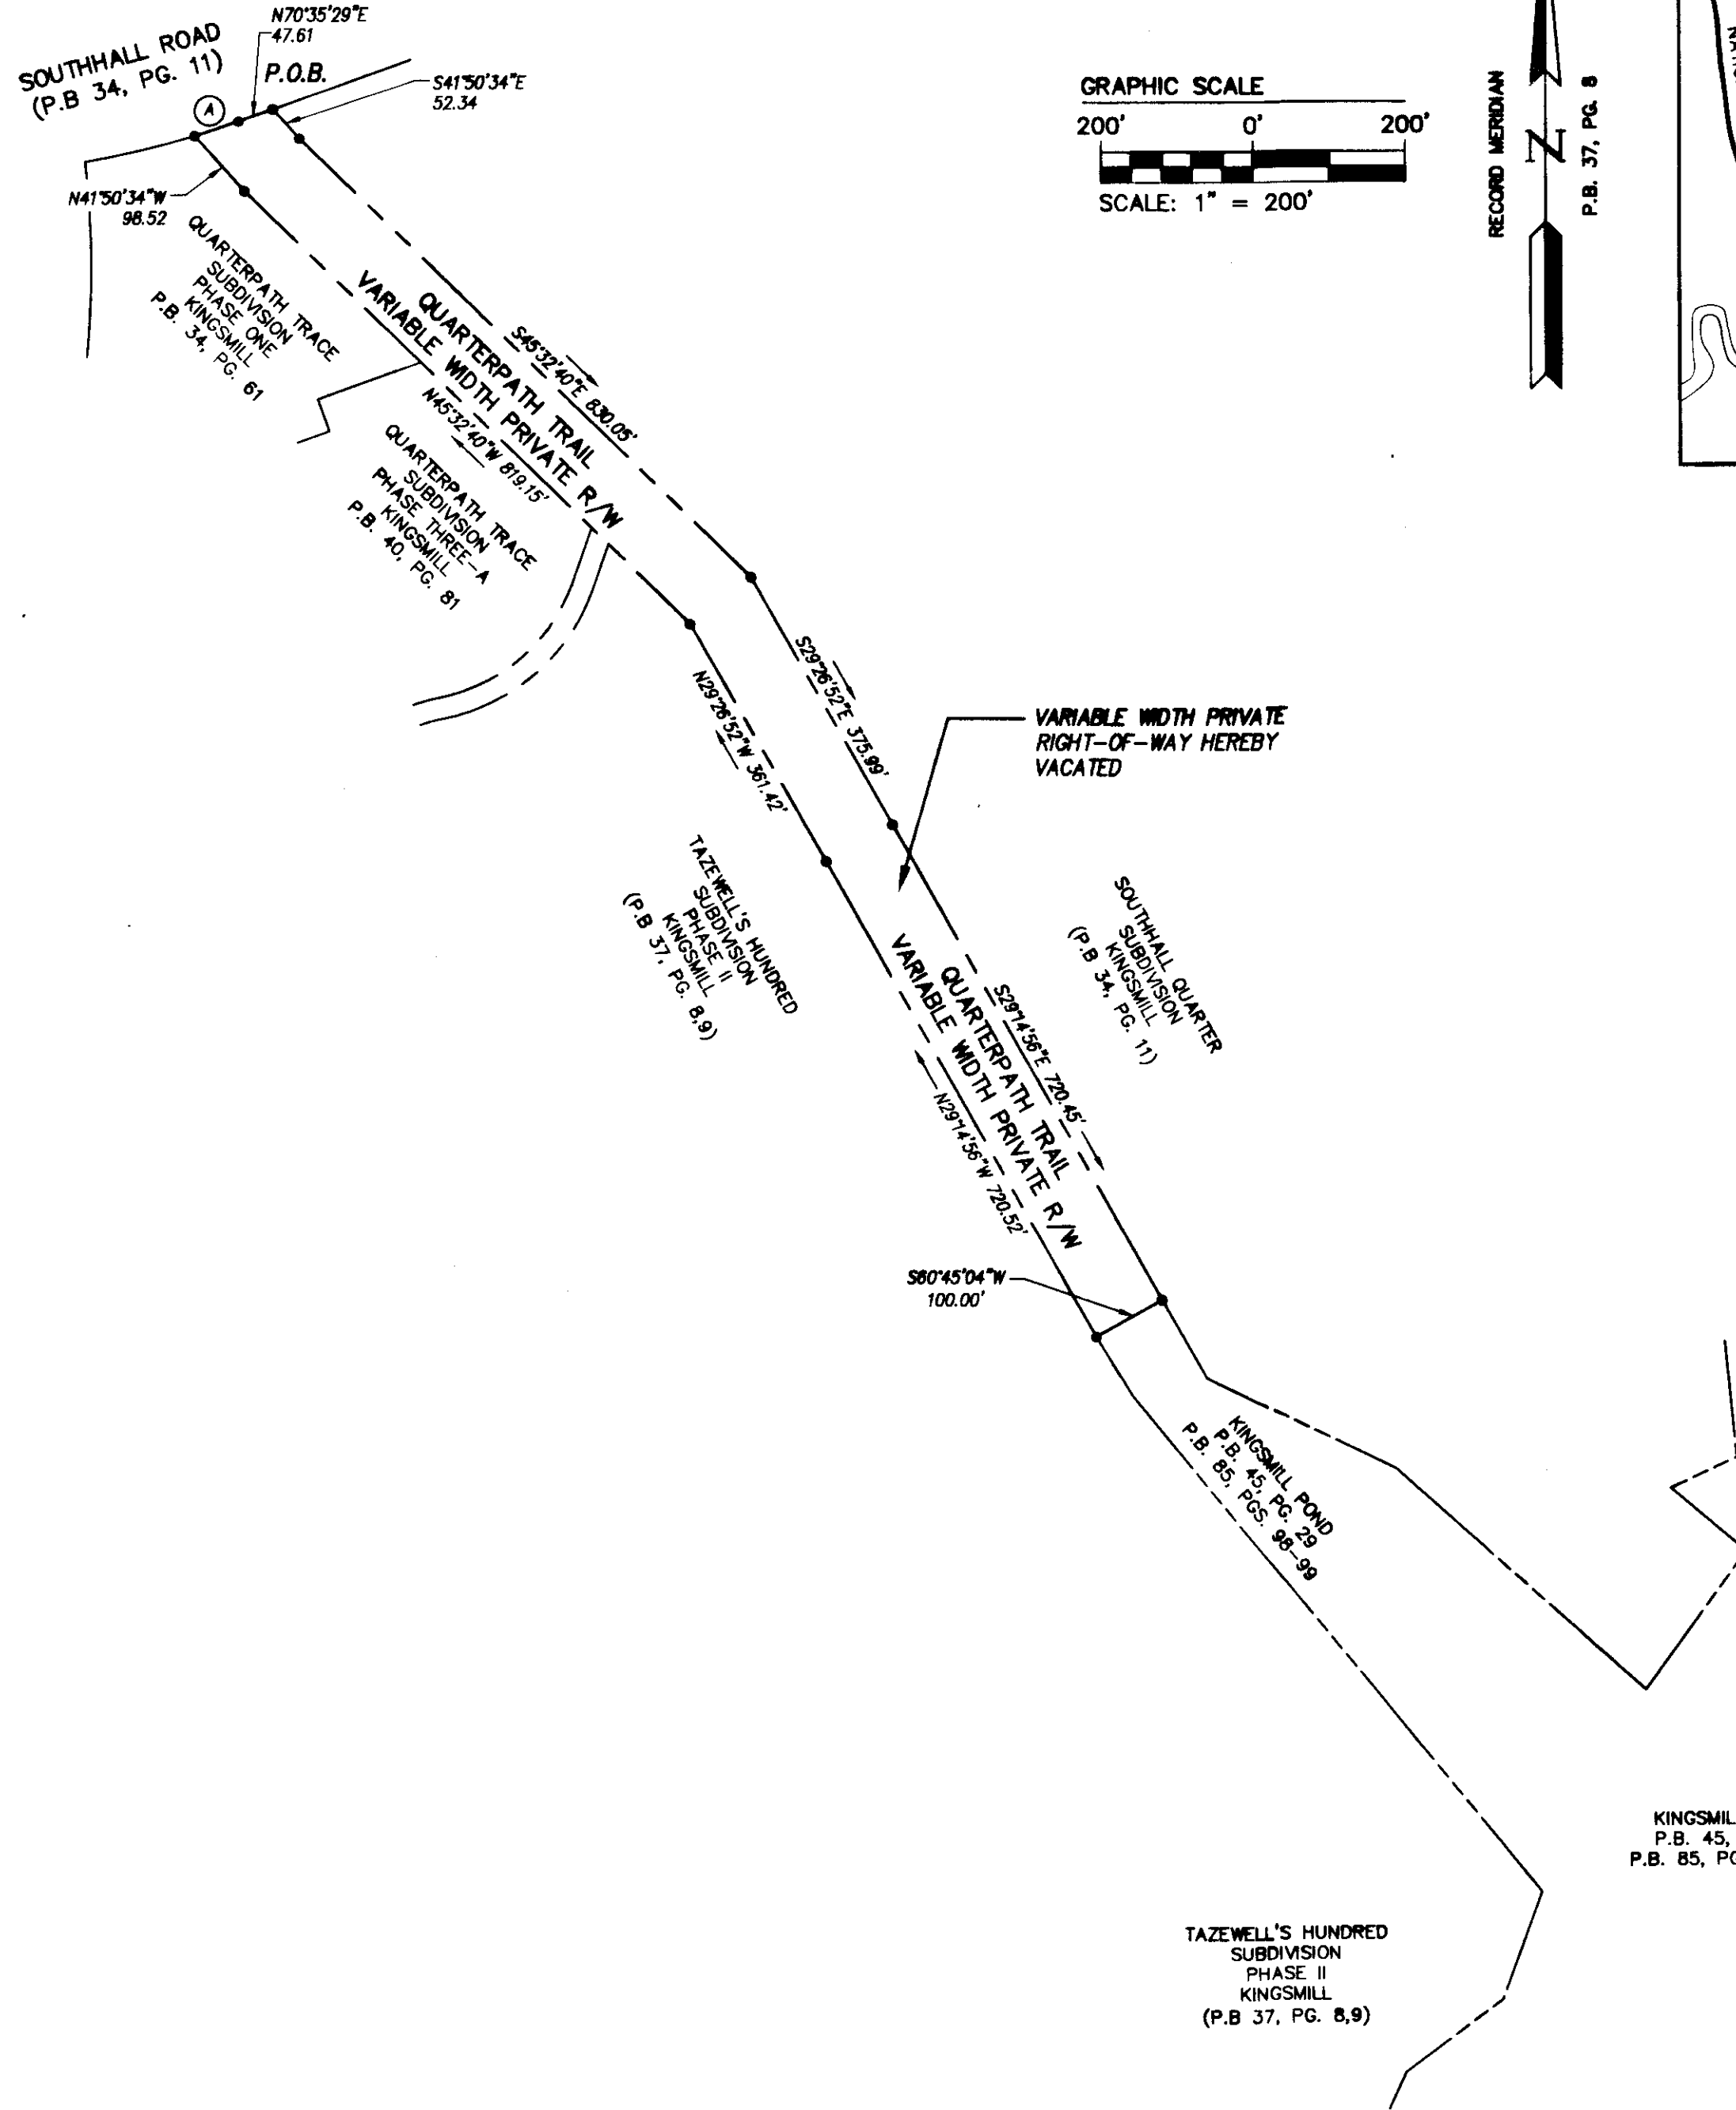 N70°35'29"E
47.61
SOUTHHALL ROAD
(P.B 34, PG. 11)
P.O.B.
S41°50'34"E
52.34
A
N41°50'34"W
98.52
GRAPHIC SCALE
200' 0' 200'
SCALE: 1" = 200'
RECORD MERIDIAN
N
P.B. 37, PG. 8
QUARTERPATH TRACE
SUBDIVISION
PHASE ONE
KINGSMILL
P.B. 34, PG. 61
QUARTERPATH TRAIL
VARIABLE WIDTH PRIVATE R/W
S45°32'40"E 830.05'
N45°32'40"W 819.15'
QUARTERPATH TRACE
SUBDIVISION
PHASE THREE-A
KINGSMILL
P.B. 40, PG. 81
S29°26'52"E 375.99'
N29°26'52"W 361.42'
VARIABLE WIDTH PRIVATE
RIGHT-OF-WAY HEREBY
VACATED
TAZEWELL'S HUNDRED
SUBDIVISION
PHASE II
KINGSMILL
(P.B 37, PG. 8,9)
SOUTHALL QUARTER
SUBDIVISION
KINGSMILL
(P.B 34, PG. 11)
QUARTERPATH TRAIL
VARIABLE WIDTH PRIVATE R/W
S29°14'56"E 720.45'
N29°14'56"W 720.52'
S60°45'04"W
100.00'
KINGSMILL POND
P.B. 45, PG. 29
P.B. 85, PGS. 98-99
KINGSMIL
P.B. 45,
P.B. 85, PG
TAZEWELL'S HUNDRED
SUBDIVISION
PHASE II
KINGSMILL
(P.B 37, PG. 8,9)